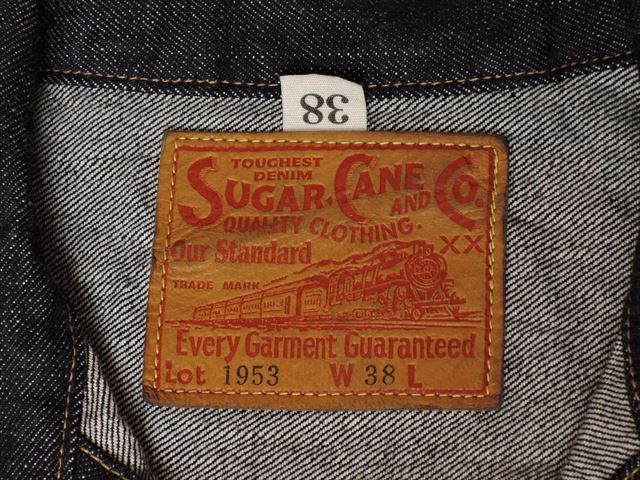 38
TOUGHEST
DENIM
SUGAR CANE AND CO.
QUALITY CLOTHING.
Our Standard XX
TRADE MARK
Every Garment Guaranteed
Lot 1953 W 38 L